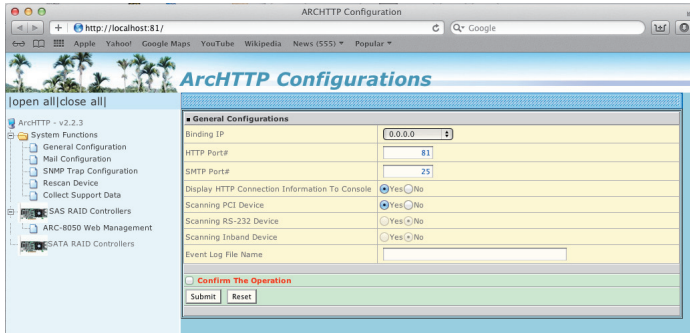 ARCHTTP Configuration
http://localhost:81/
Google
Apple Yahoo! Google Maps YouTube Wikipedia News (555) Popular
ArcHTTP Configurations
|open all|close all|
ArcHTTP - v2.2.3
System Functions
General Configuration
Mail Configuration
SNMP Trap Configuration
Rescan Device
Collect Support Data
SAS RAID Controllers
ARC-8050 Web Management
SATA RAID Controllers
General Configurations
Binding IP 0.0.0.0
HTTP Port# 81
SMTP Port# 25
Display HTTP Connection Information To Console Yes No
Scanning PCI Device Yes No
Scanning RS-232 Device Yes No
Scanning Inband Device Yes No
Event Log File Name
Confirm The Operation
Submit Reset